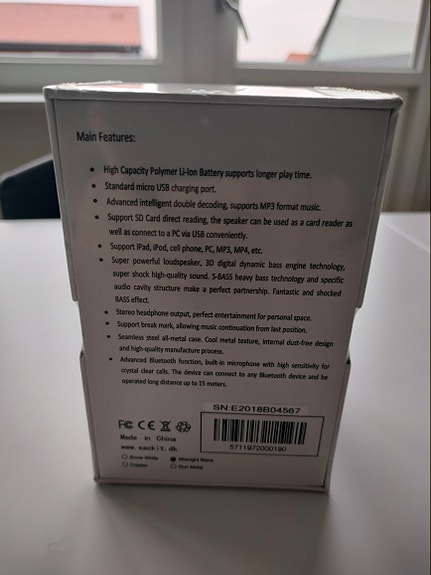 Main Features:
• High Capacity Polymer Li-Ion Battery supports longer play time.
• Standard micro USB charging port.
• Advanced intelligent double decoding, supports MP3 format music.
• Support SD Card direct reading, the speaker can be used as a card reader as
well as connect to a PC via USB conveniently.
• Support iPad, iPod, cell phone, PC, MP3, MP4, etc.
• Super powerful loudspeaker, 3D digital dynamic bass engine technology,
super shock high-quality sound. S-BASS heavy bass technology and specific
audio cavity structure make a perfect partnership. Fantastic and shocked
BASS effect.
• Stereo headphone output, perfect entertainment for personal space.
• Support break mark, allowing music continuation from last position.
• Seamless steel all-metal case. Cool metal texture, internal dust-free design
and high-quality manufacture process.
• Advanced Bluetooth function, built-in microphone with high sensitivity for
crystal clear calls. The device can connect to any Bluetooth device and be
operated long distance up to 15 meters.
SN:E2018B04567
FC CE
5711972000190
Made in China
www.sackit.dk
Snow White Midnight Black
Copper Gun Metal